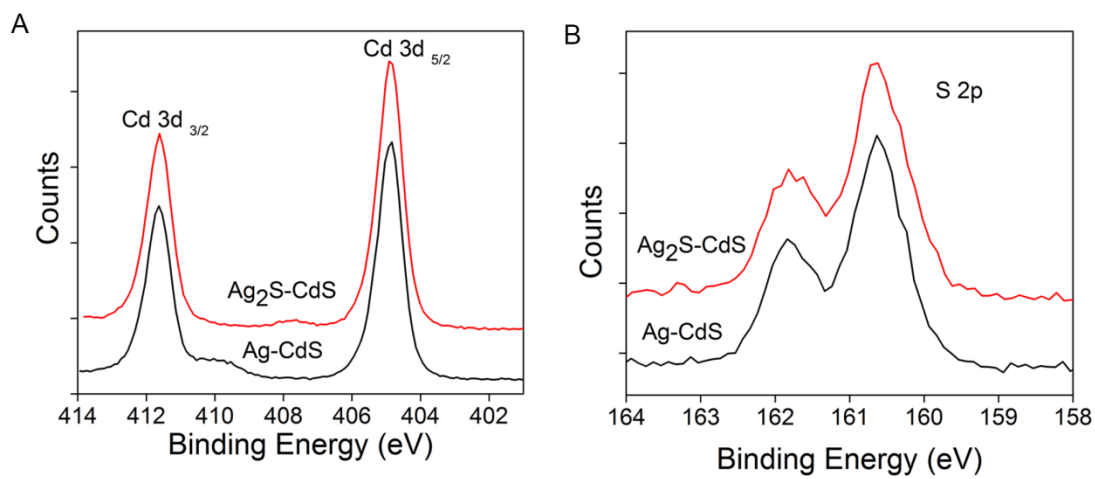 A
Cd 3d 5/2
Cd 3d 3/2
Counts
Ag2S-CdS
Ag-CdS
414 412 410 408 406 404 402
Binding Energy (eV)
B
S 2p
Counts
Ag2S-CdS
Ag-CdS
164 163 162 161 160 159 158
Binding Energy (eV)